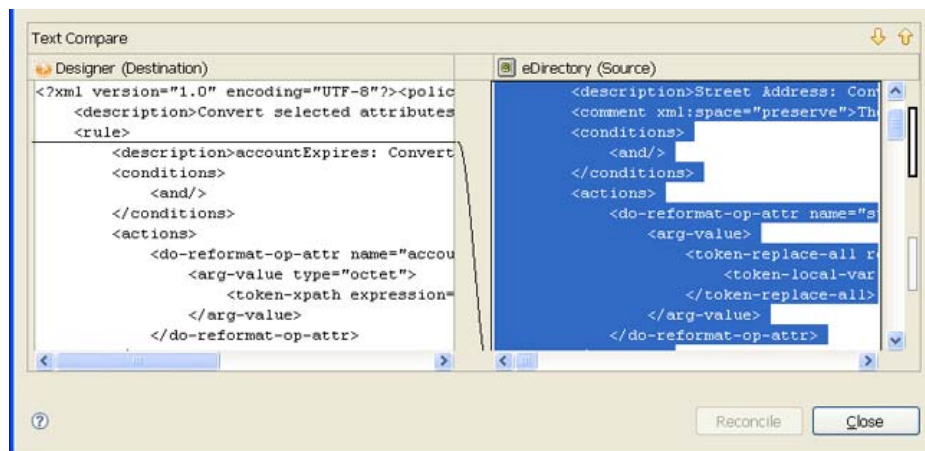 Text Compare
Designer (Destination)
<?xml version="1.0" encoding="UTF-8"?><polic
<description>Convert selected attributes
<rule>
<description>accountExpires: Convert
<conditions>
<and/>
</conditions>
<actions>
<do-reformat-op-attr name="accou
<arg-value type="octet">
<token-xpath expression=
</arg-value>
</do-reformat-op-attr>
eDirectory (Source)
<description>Street Address: Con
<comment xml:space="preserve">Th
<conditions>
<and/>
</conditions>
<actions>
<do-reformat-op-attr name="s
<arg-value>
<token-replace-all r
<token-local-var
</token-replace-all>
</arg-value>
</do-reformat-op-attr>
Reconcile
Close